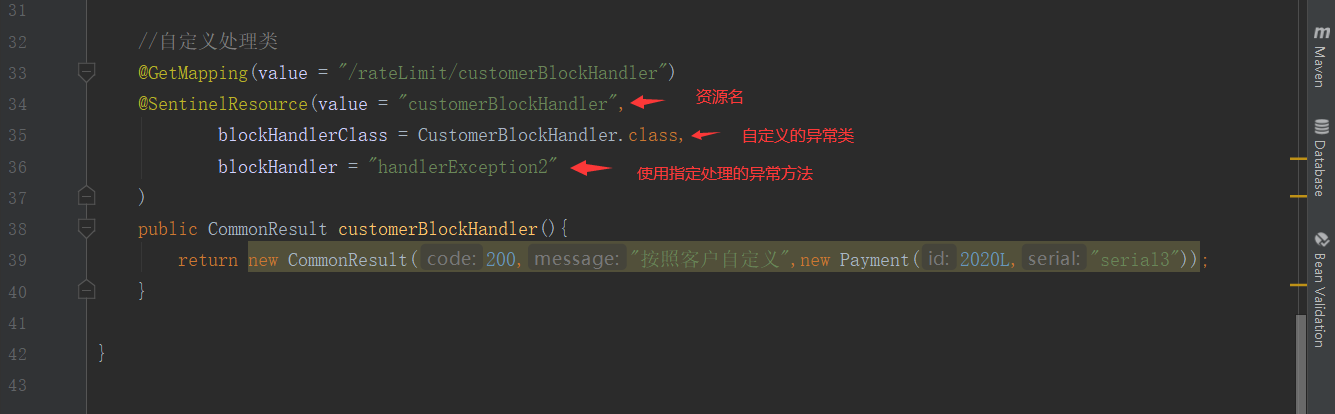 31
32 //自定义处理类
33 @GetMapping(value = "/rateLimit/customerBlockHandler")
34 @SentinelResource(value = "customerBlockHandler", 资源名
35 blockHandlerClass = CustomerBlockHandler.class, 自定义的异常类
36 blockHandler = "handlerException2" 使用指定处理的异常方法
37 )
38 public CommonResult customerBlockHandler(){
39 return new CommonResult( code: 200, message: "按照客户自定义",new Payment( id: 2020L, serial: "serial3"));
40 }
41
42 }
43
m Maven
Database
Bean Validation